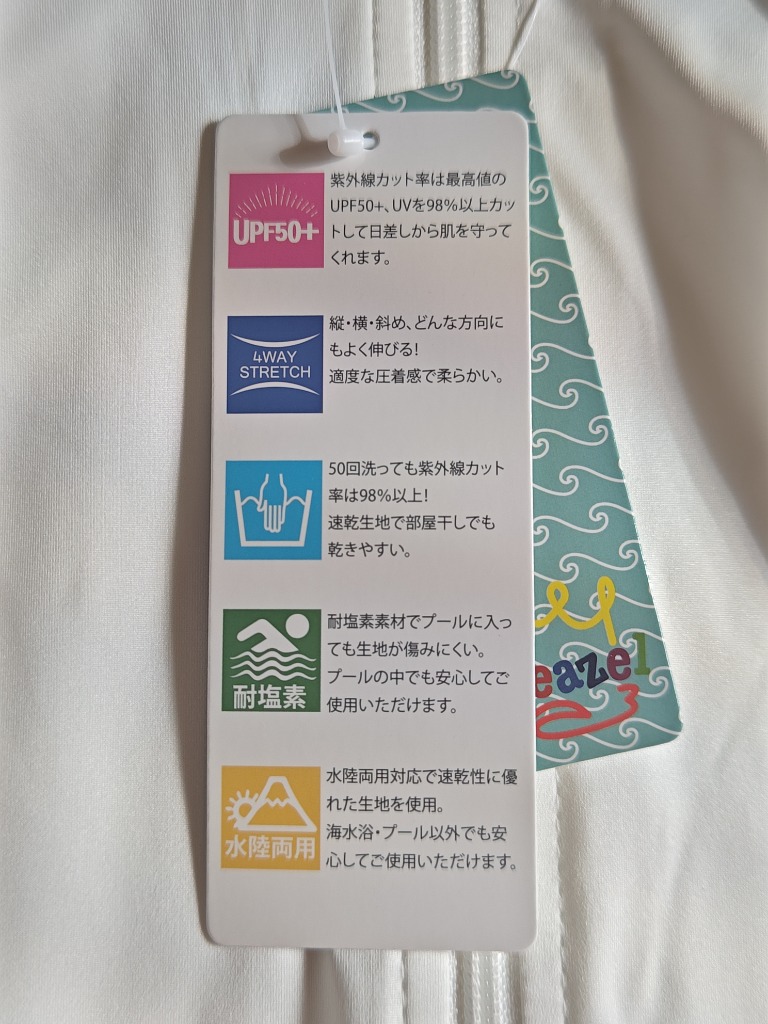 UPF50+
紫外線カット率は最高値の
UPF50+、UVを98%以上カッ
トして日差しから肌を守って
くれます。
4WAY
STRETCH
縦・横・斜め、どんな方向に
もよく伸びる!
適度な圧着感で柔らかい。
50回洗っても紫外線カット
率は98%以上!
速乾生地で部屋干しでも
乾きやすい。
耐塩素
耐塩素素材でプールに入っ
ても生地が傷みにくい。
プールの中でも安心してご
使用いただけます。
水陸両用
水陸両用対応で速乾性に優
れた生地を使用。
海水浴・プール以外でも安
心してご使用いただけます。
eazel